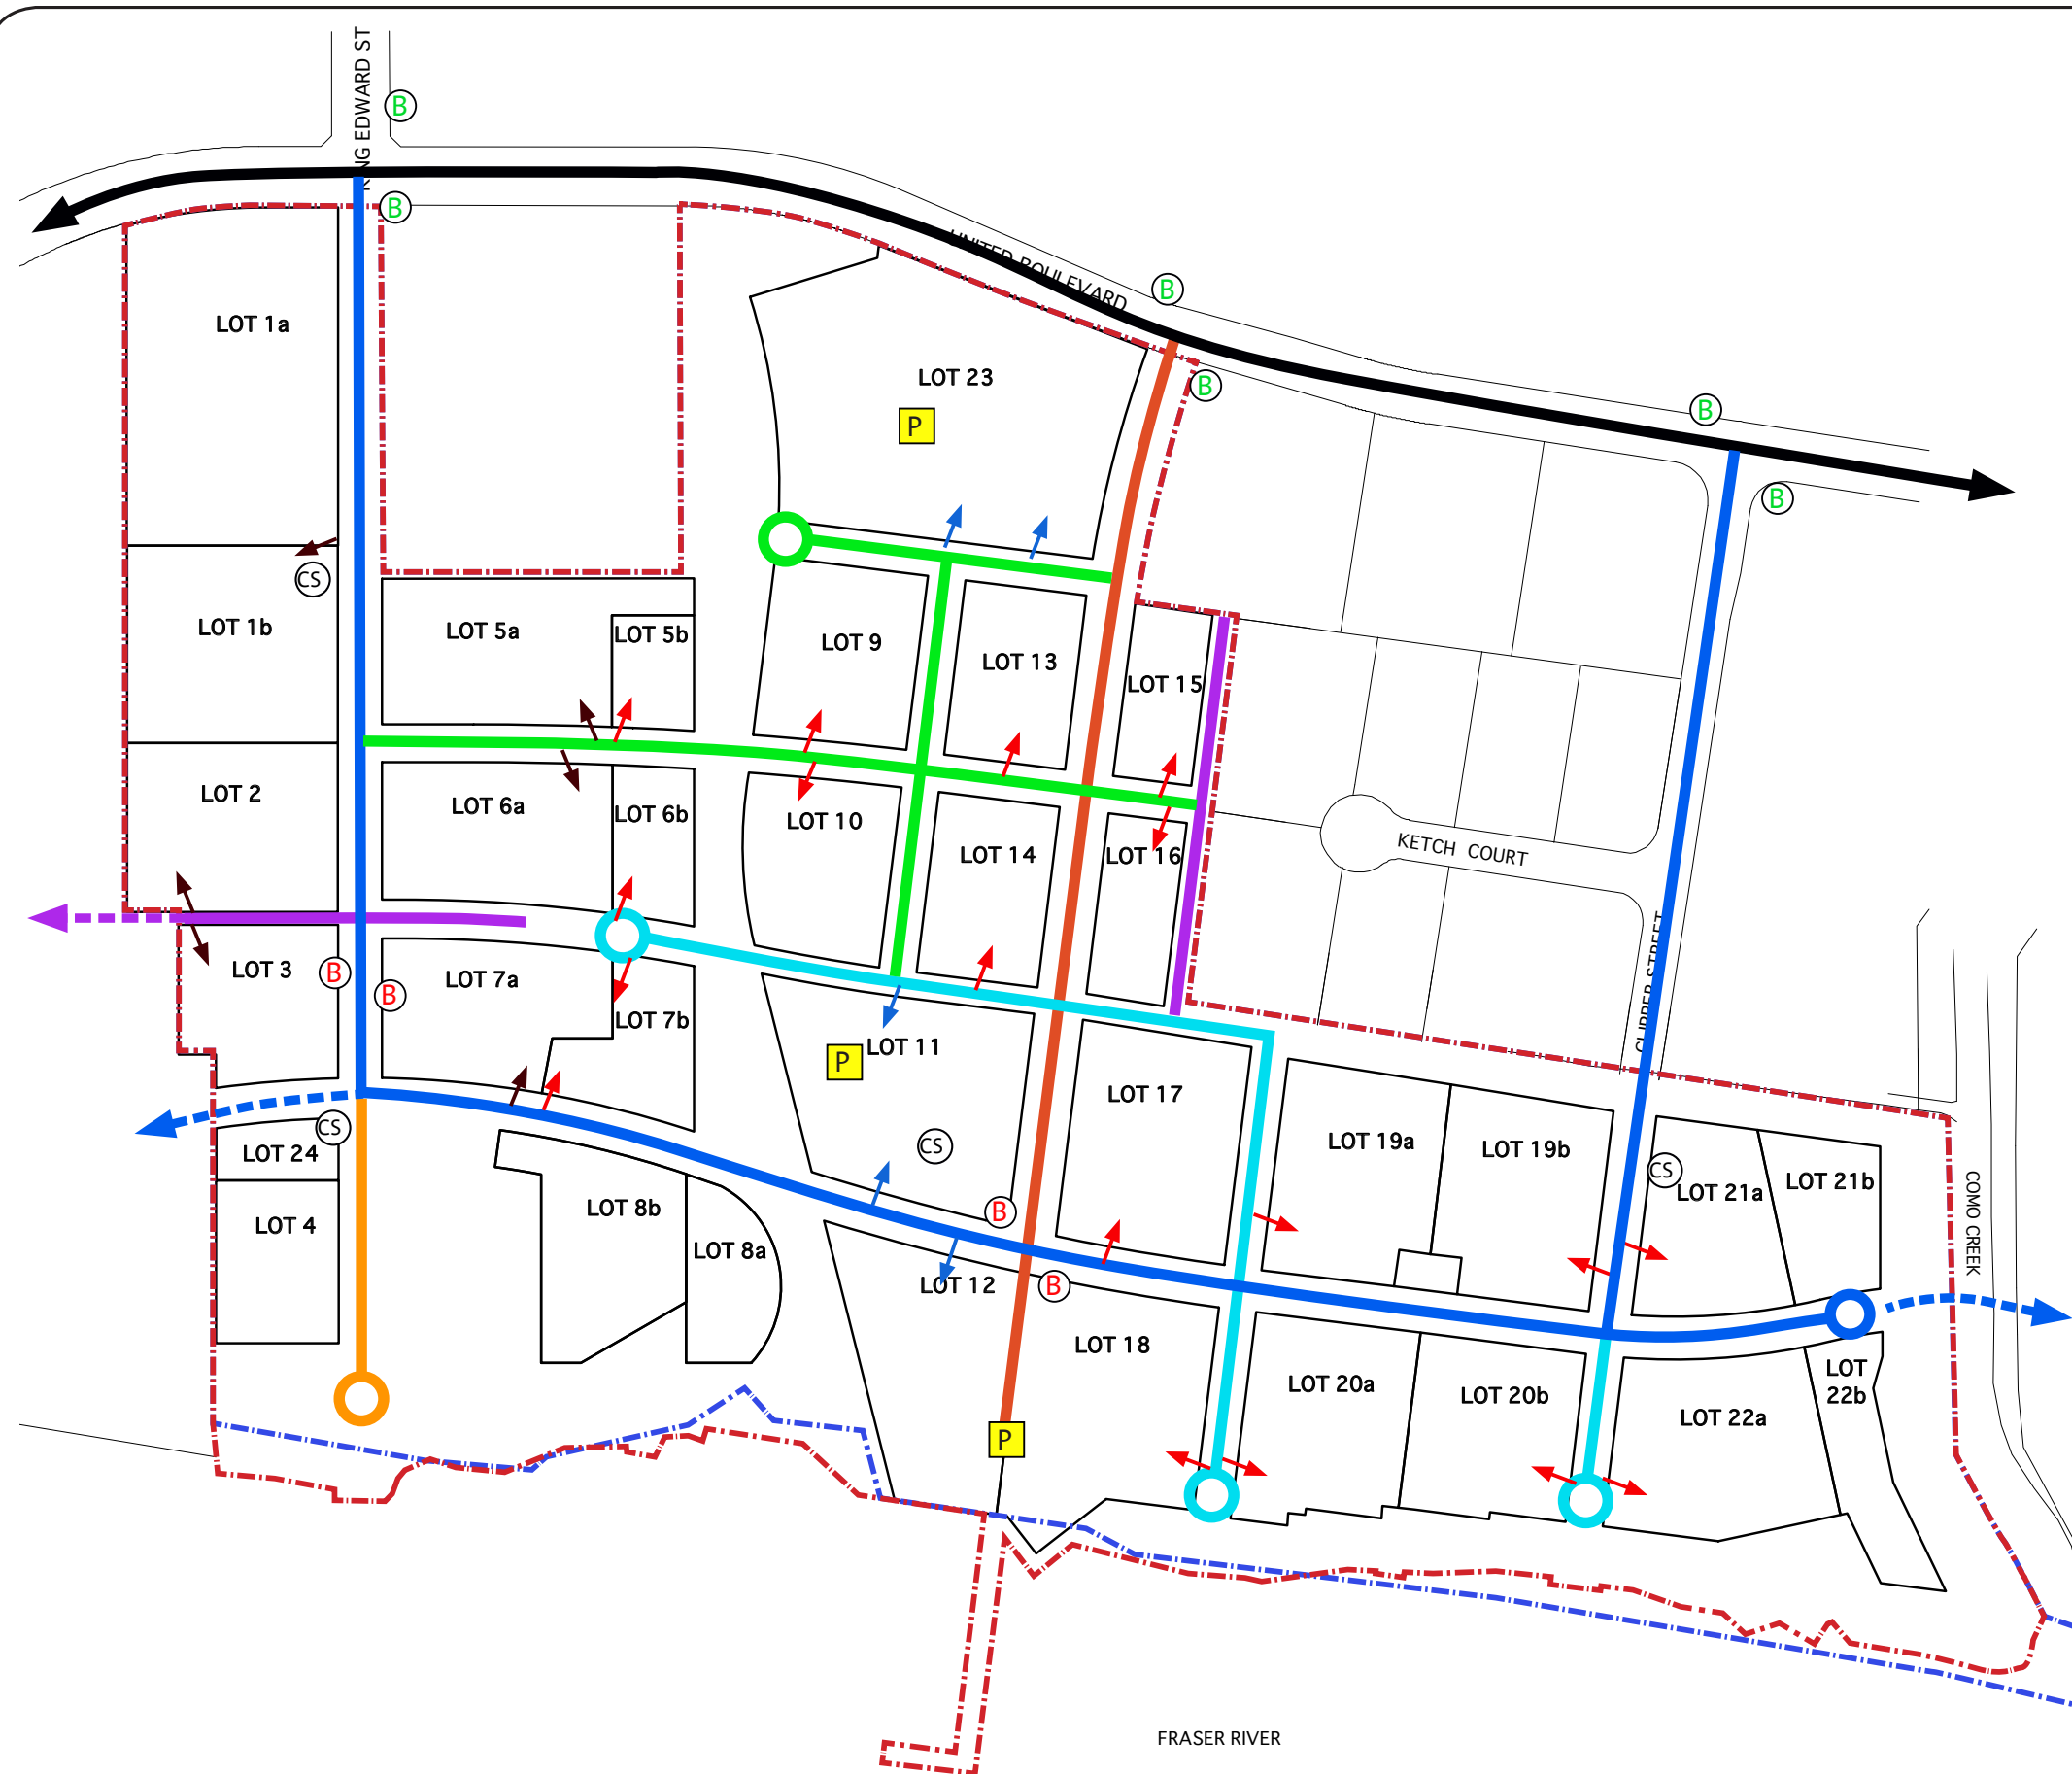 KING EDWARD ST
B
B
UNITED BOULEVARD
B
LOT 1a
LOT 23
B
B
P
B
CS
LOT 1b
LOT 5a
LOT 5b
LOT 9
LOT 13
LOT 15
LOT 2
LOT 6a
LOT 6b
LOT 10
LOT 14
LOT 16
KETCH COURT
LOT 3
B
LOT 7a
B
LOT 7b
CLIPPER STREET
P
LOT 11
LOT 17
CS
LOT 24
CS
LOT 19a
LOT 19b
CS
LOT 21a
LOT 21b
COMO CREEK
LOT 4
LOT 8b
LOT 8a
B
LOT 12
B
LOT 18
LOT 20a
LOT 20b
LOT 22a
LOT
22b
P
FRASER RIVER